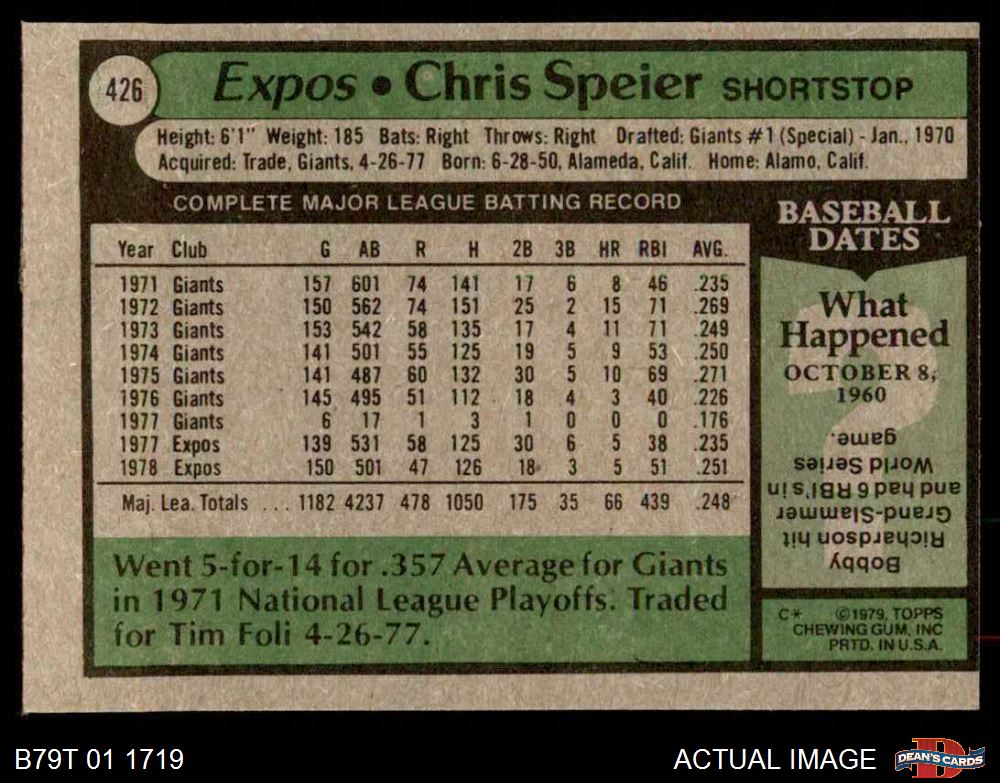 426
Expos • Chris Speier SHORTSTOP
Height: 6'1" Weight: 185 Bats: Right Throws: Right Drafted: Giants #1 (Special) - Jan., 1970
Acquired: Trade, Giants, 4-26-77 Born: 6-28-50, Alameda, Calif. Home: Alamo, Calif.
COMPLETE MAJOR LEAGUE BATTING RECORD
Year Club G AB R H 2B 3B HR RBI AVG.
1971 Giants 157 601 74 141 17 6 8 46 .235
1972 Giants 150 562 74 151 25 2 15 71 .269
1973 Giants 153 542 58 135 17 4 11 71 .249
1974 Giants 141 501 55 125 19 5 9 53 .250
1975 Giants 141 487 60 132 30 5 10 69 .271
1976 Giants 145 495 51 112 18 4 3 40 .226
1977 Giants 6 17 1 3 1 0 0 0 .176
1977 Expos 139 531 58 125 30 6 5 38 .235
1978 Expos 150 501 47 126 18 3 5 51 .251
Maj. Lea. Totals ... 1182 4237 478 1050 175 35 66 439 .248
Went 5-for-14 for .357 Average for Giants
in 1971 National League Playoffs. Traded
for Tim Foli 4-26-77.
BASEBALL
DATES
What
Happened
OCTOBER 8,
1960
?
Bobby
Richardson hit
Grand-Slammer
and had 6 RBI's in
World Series
game.
C* ©1979, TOPPS
CHEWING GUM, INC
PRTD. IN U.S.A.
B79T 01 1719
ACTUAL IMAGE
D
DEAN'S CARDS